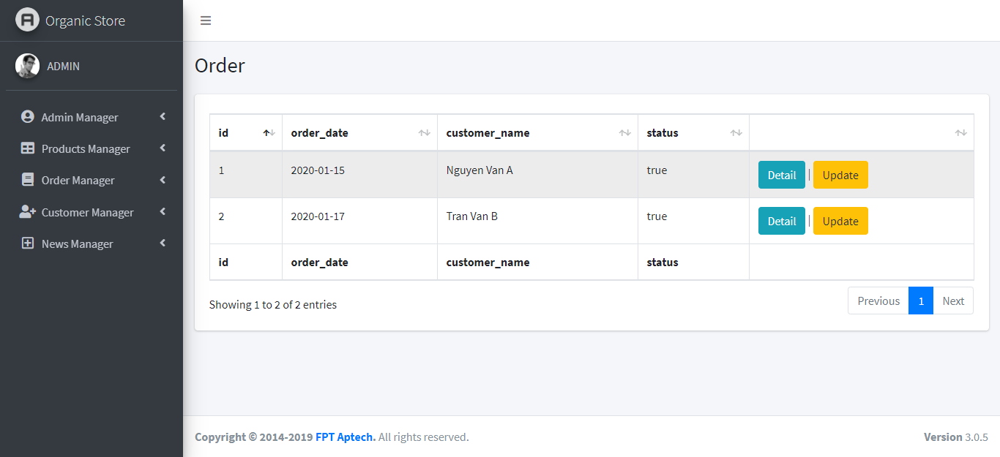 Organic Store
ADMIN
Admin Manager
Products Manager
Order Manager
Customer Manager
News Manager
Order
id order_date customer_name status
1 2020-01-15 Nguyen Van A true Detail | Update
2 2020-01-17 Tran Van B true Detail | Update
id order_date customer_name status
Showing 1 to 2 of 2 entries
Previous 1 Next
Copyright © 2014-2019 FPT Aptech. All rights reserved.
Version 3.0.5